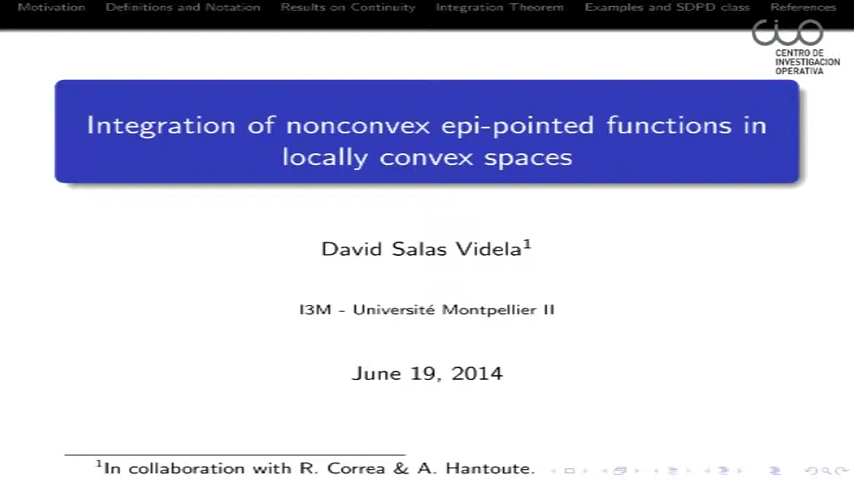 Motivation Definitions and Notation Results on Continuity Integration Theorem Examples and SDPD class References
CIO
CENTRO DE
INVESTIGACION
OPERATIVA
Integration of nonconvex epi-pointed functions in
locally convex spaces
David Salas Videla¹
I3M - Université Montpellier II
June 19, 2014
¹In collaboration with R. Correa & A. Hantoute.